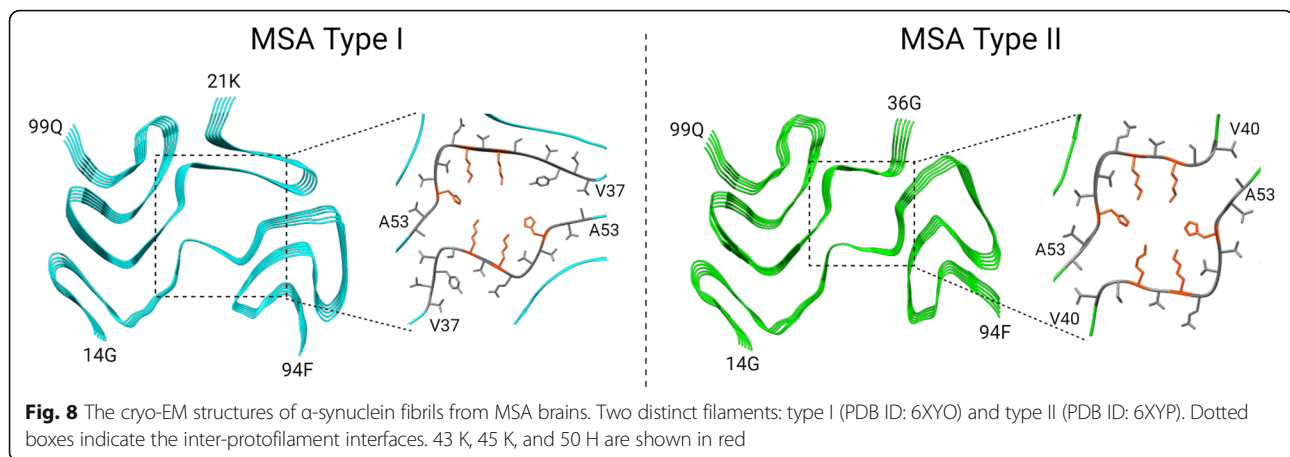 MSA Type I
21K
99Q
V37
A53
A53
V37
14G
94F
MSA Type II
36G
99Q
V40
A53
A53
V40
14G
94F
Fig. 8 The cryo-EM structures of α-synuclein fibrils from MSA brains. Two distinct filaments: type I (PDB ID: 6XYO) and type II (PDB ID: 6XYP). Dotted
boxes indicate the inter-protofilament interfaces. 43 K, 45 K, and 50 H are shown in red